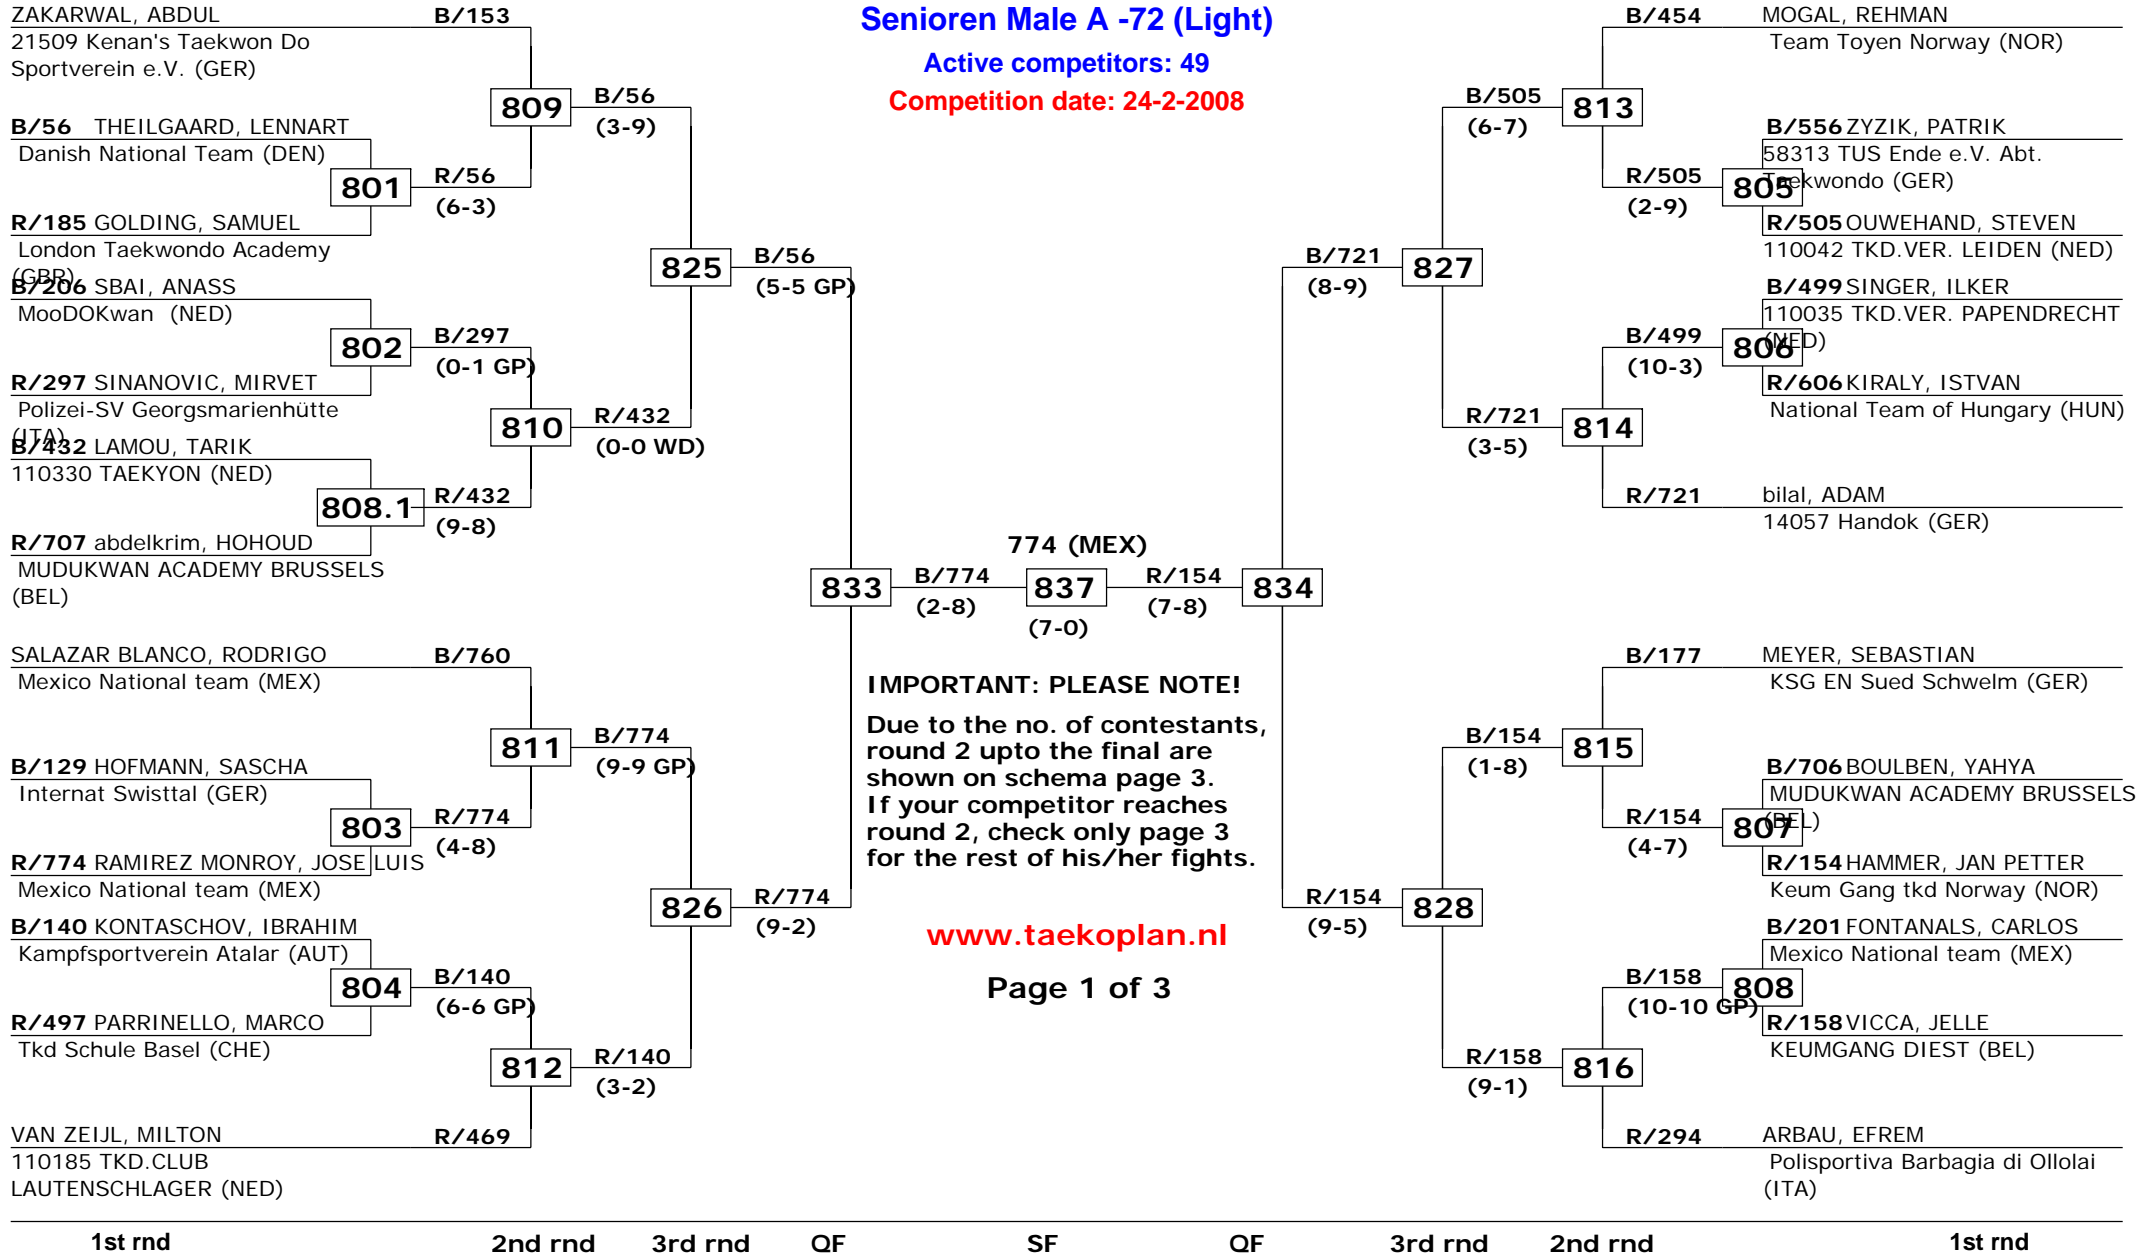 Senioren Male A -72 (Light)
Active competitors: 49
Competition date: 24-2-2008
ZAKARWAL, ABDUL B/153
21509 Kenan's Taekwon Do
Sportverein e.V. (GER)
809
B/56
(3-9)
B/56 THEILGAARD, LENNART
Danish National Team (DEN)
801
R/56
(6-3)
R/185 GOLDING, SAMUEL
London Taekwondo Academy
(GBR)
825
B/56
(5-5 GP)
B/206 SBAI, ANASS
MooDOKwan (NED)
802
B/297
(0-1 GP)
R/297 SINANOVIC, MIRVET
Polizei-SV Georgsmarienhütte
(ITA)
810
R/432
(0-0 WD)
B/432 LAMOU, TARIK
110330 TAEKYON (NED)
808.1
R/432
(9-8)
R/707 abdelkrim, HOHOUD
MUDUKWAN ACADEMY BRUSSELS
(BEL)
833
B/774
(2-8)
774 (MEX)
837
(7-0)
R/154
(7-8)
834
SALAZAR BLANCO, RODRIGO B/760
Mexico National team (MEX)
811
B/774
(9-9 GP)
B/129 HOFMANN, SASCHA
Internat Swisttal (GER)
803
R/774
(4-8)
R/774 RAMIREZ MONROY, JOSE LUIS
Mexico National team (MEX)
826
R/774
(9-2)
B/140 KONTASCHOV, IBRAHIM
Kampfsportverein Atalar (AUT)
804
B/140
(6-6 GP)
R/497 PARRINELLO, MARCO
Tkd Schule Basel (CHE)
812
R/140
(3-2)
VAN ZEIJL, MILTON R/469
110185 TKD.CLUB
LAUTENSCHLAGER (NED)
IMPORTANT: PLEASE NOTE!
Due to the no. of contestants,
round 2 upto the final are
shown on schema page 3.
If your competitor reaches
round 2, check only page 3
for the rest of his/her fights.
www.taekoplan.nl
Page 1 of 3
B/454 MOGAL, REHMAN
Team Toyen Norway (NOR)
B/505
(6-7)
813
B/556 ZYZIK, PATRIK
58313 TUS Ende e.V. Abt.
Taekwondo (GER)
R/505
(2-9)
805
R/505 OUWEHAND, STEVEN
110042 TKD.VER. LEIDEN (NED)
B/721
(8-9)
827
B/499 SINGER, ILKER
110035 TKD.VER. PAPENDRECHT
(NED)
B/499
(10-3)
806
R/606 KIRALY, ISTVAN
National Team of Hungary (HUN)
R/721
(3-5)
814
R/721 bilal, ADAM
14057 Handok (GER)
B/177 MEYER, SEBASTIAN
KSG EN Sued Schwelm (GER)
B/154
(1-8)
815
B/706 BOULBEN, YAHYA
MUDUKWAN ACADEMY BRUSSELS
(BEL)
R/154
(4-7)
807
R/154 HAMMER, JAN PETTER
Keum Gang tkd Norway (NOR)
R/154
(9-5)
828
B/201 FONTANALS, CARLOS
Mexico National team (MEX)
B/158
(10-10 GP)
808
R/158 VICCA, JELLE
KEUMGANG DIEST (BEL)
R/158
(9-1)
816
R/294 ARBAU, EFREM
Polisportiva Barbagia di Ollolai
(ITA)
1st rnd 2nd rnd 3rd rnd QF SF QF 3rd rnd 2nd rnd 1st rnd